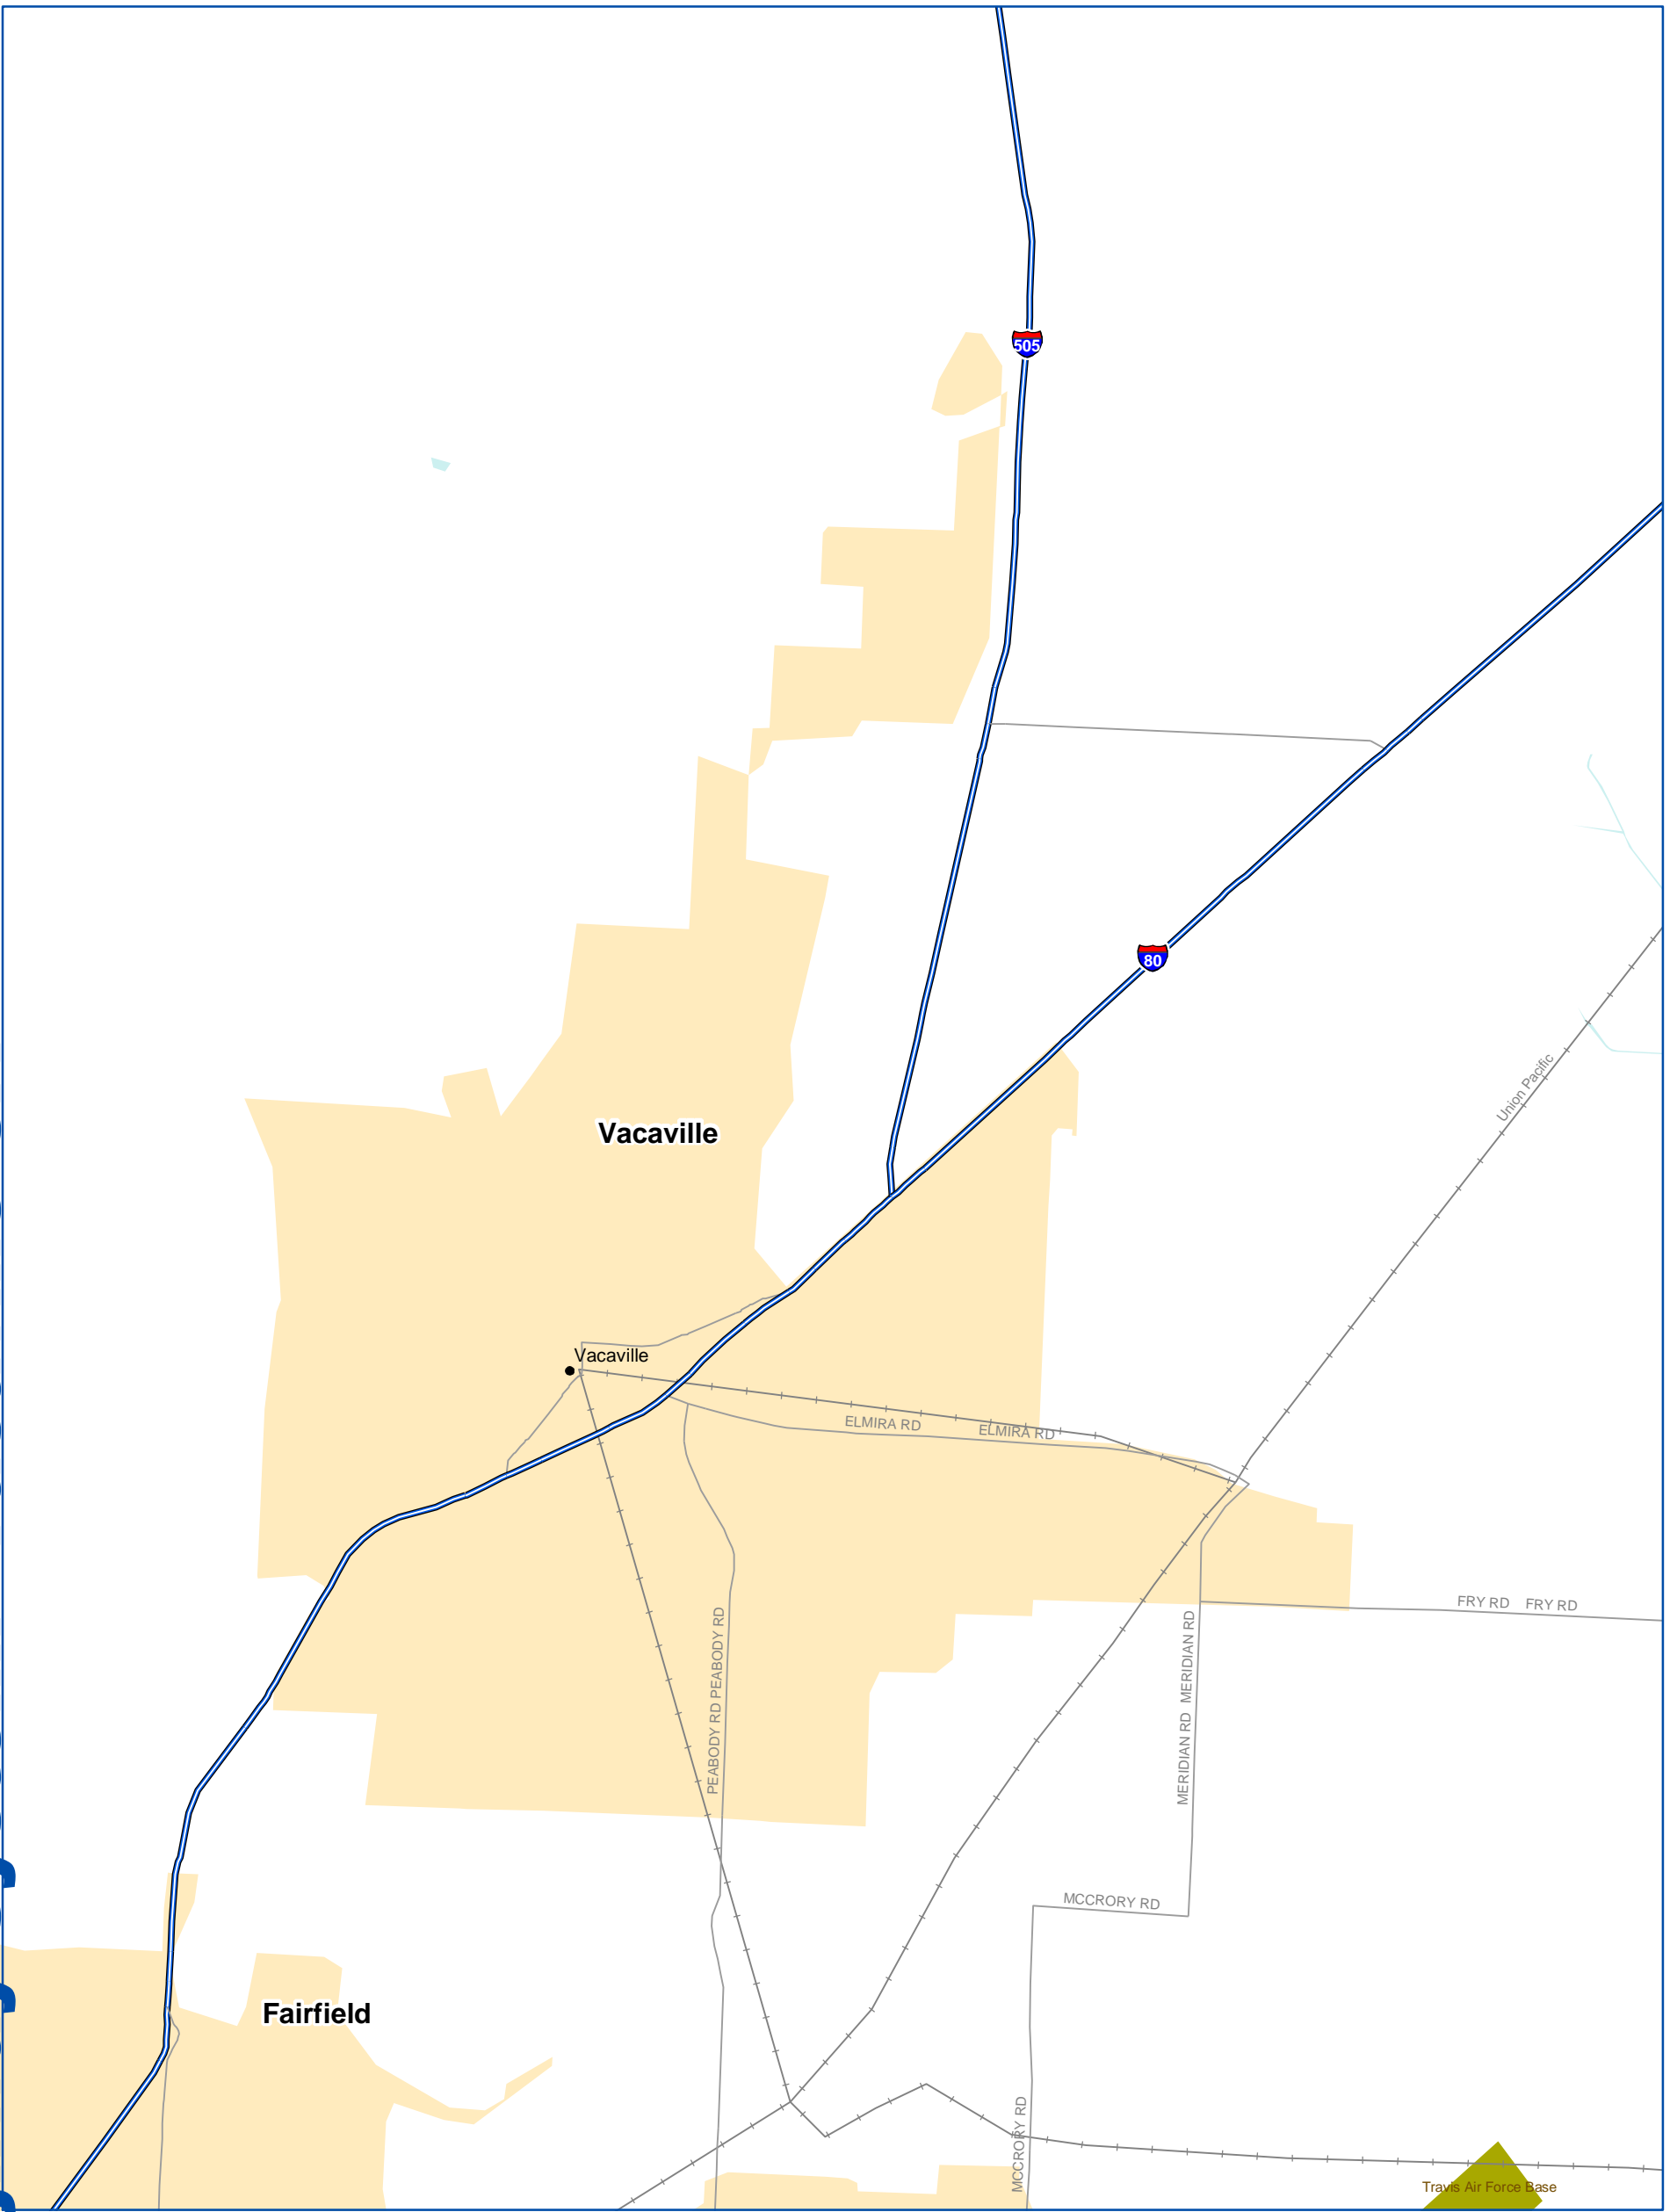 505
80
Union Pacific
Vacaville
Vacaville
ELMIRA RD
ELMIRA RD
FRY RD
FRY RD
PEABODY RD PEABODY RD
MERIDIAN RD MERIDIAN RD
MCCRORY RD
Fairfield
MCCRORY RD
Travis Air Force Base